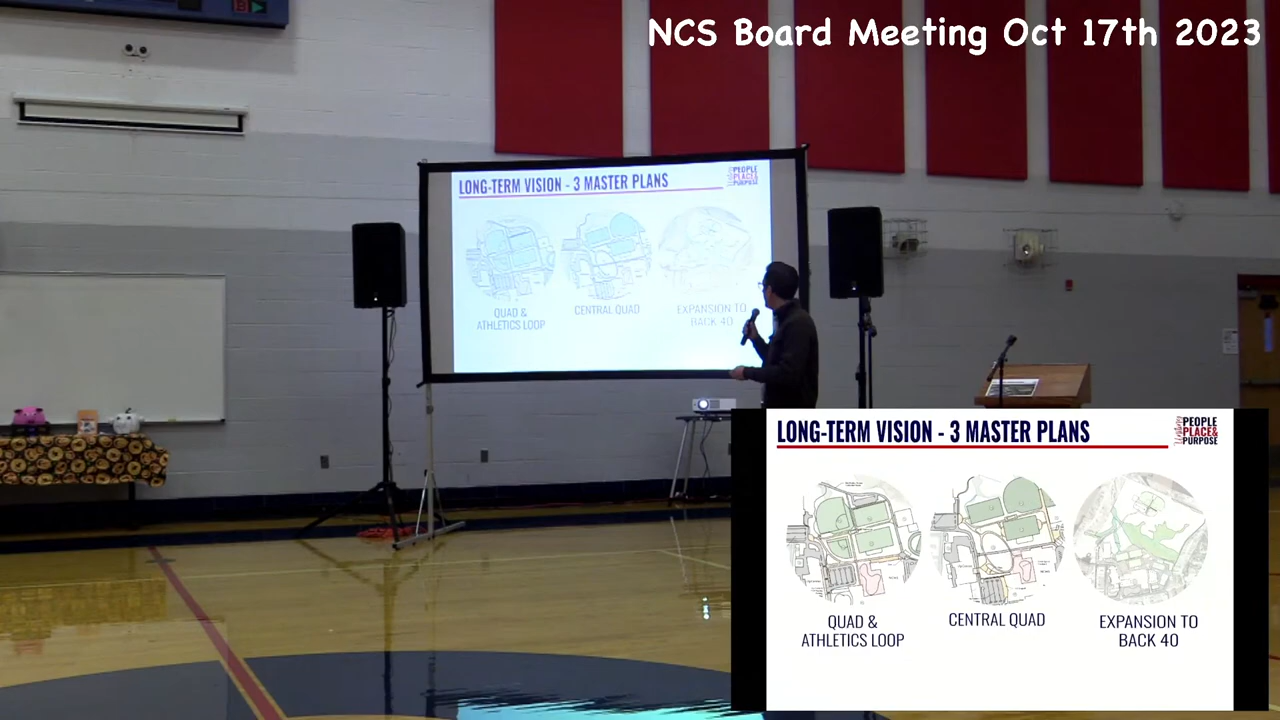 NCS Board Meeting Oct 17th 2023
LONG-TERM VISION - 3 MASTER PLANS
PEOPLE
PLACE&
PURPOSE
QUAD &
ATHLETICS LOOP
CENTRAL QUAD
EXPANSION TO
BACK 40
LONG-TERM VISION - 3 MASTER PLANS
PEOPLE
PLACE&
PURPOSE
QUAD &
ATHLETICS LOOP
CENTRAL QUAD
EXPANSION TO
BACK 40